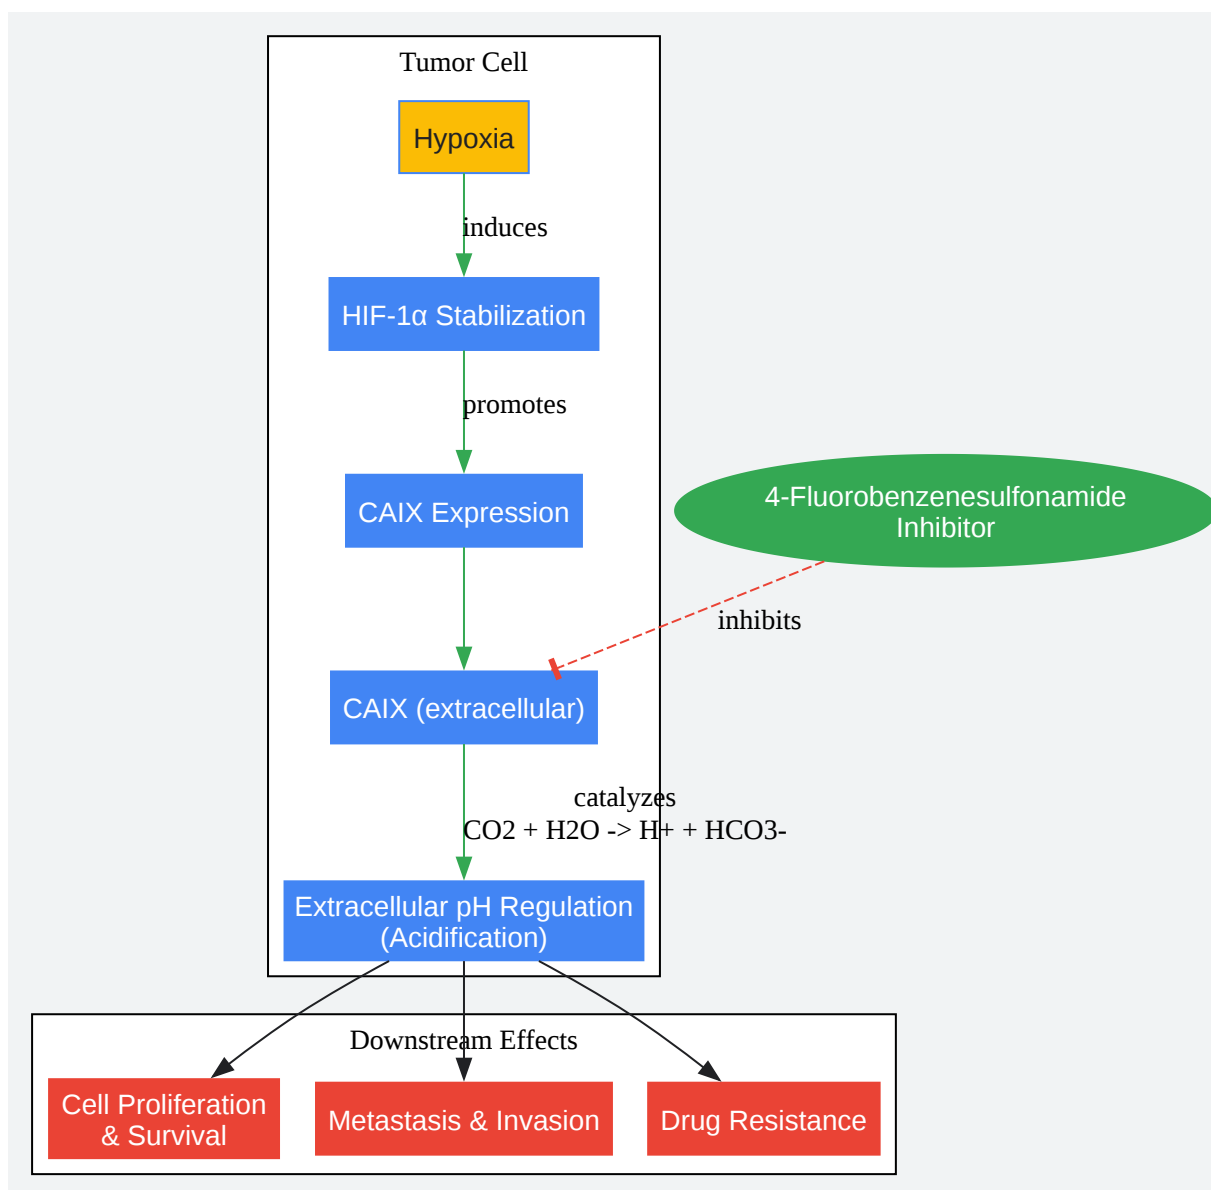 Tumor Cell
Hypoxia
induces
HIF-1α Stabilization
promotes
CAIX Expression
4-Fluorobenzenesulfonamide
Inhibitor
inhibits
CAIX (extracellular)
catalyzes
CO2 + H2O -> H+ + HCO3-
Extracellular pH Regulation
(Acidification)
Downstream Effects
Cell Proliferation
& Survival
Metastasis & Invasion
Drug Resistance